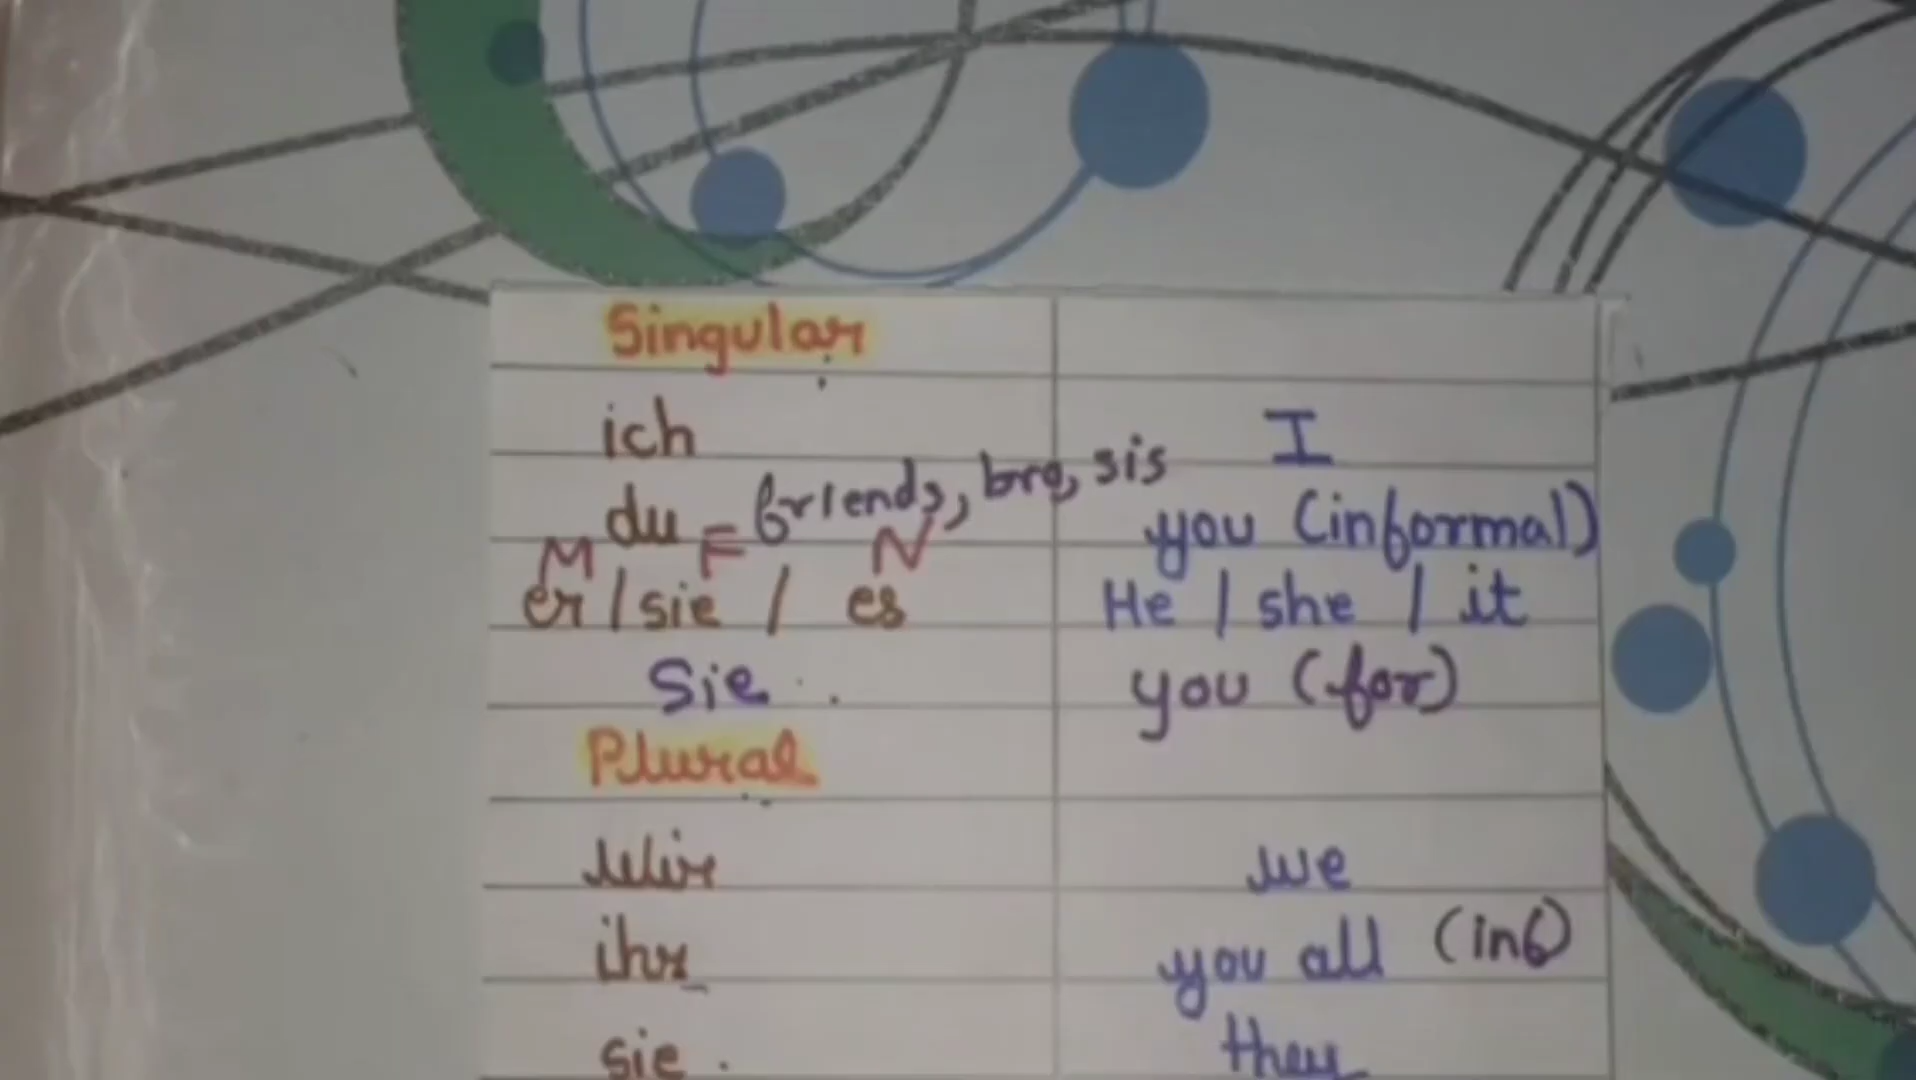 Singular
ich I
du - friends, bro, sis you (informal)
M F N
er / sie / es He / she / it
Sie you (for)
Plural
Wir we
ihr you all (inf)
sie they